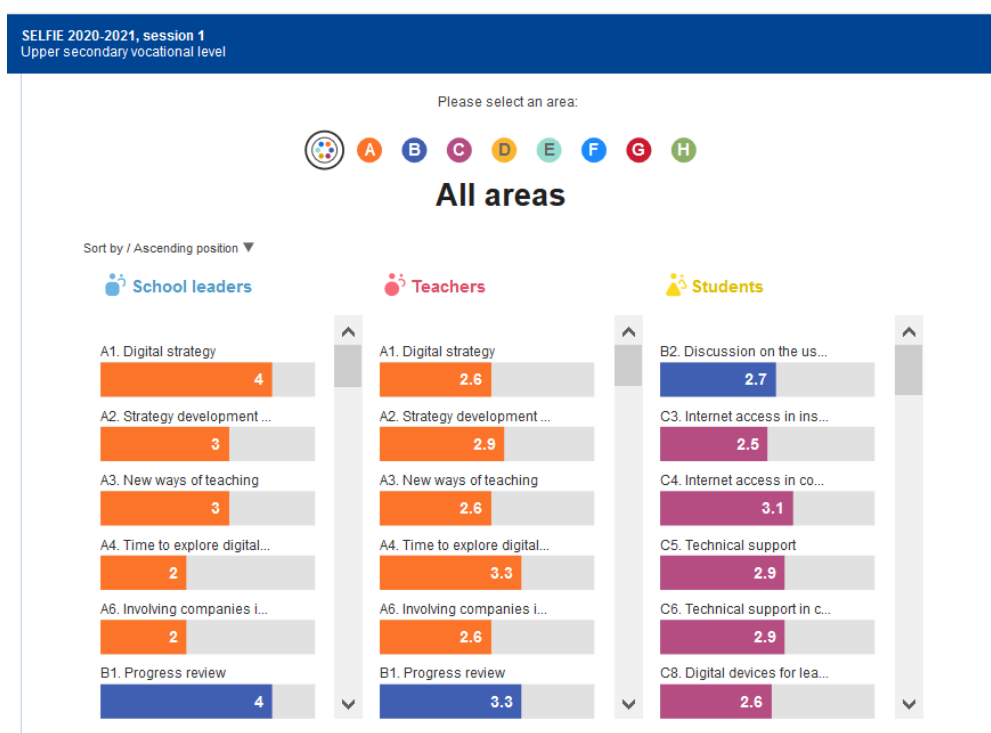 SELFIE 2020-2021, session 1
Upper secondary vocational level
Please select an area:
A B C D E F G H
All areas
Sort by / Ascending position ▼
School leaders
A1. Digital strategy
4
A2. Strategy development ...
3
A3. New ways of teaching
3
A4. Time to explore digital...
2
A6. Involving companies i...
2
B1. Progress review
4
Teachers
A1. Digital strategy
2.6
A2. Strategy development ...
2.9
A3. New ways of teaching
2.6
A4. Time to explore digital...
3.3
A6. Involving companies i...
2.6
B1. Progress review
3.3
Students
B2. Discussion on the us...
2.7
C3. Internet access in ins...
2.5
C4. Internet access in co...
3.1
C5. Technical support
2.9
C6. Technical support in c...
2.9
C8. Digital devices for lea...
2.6